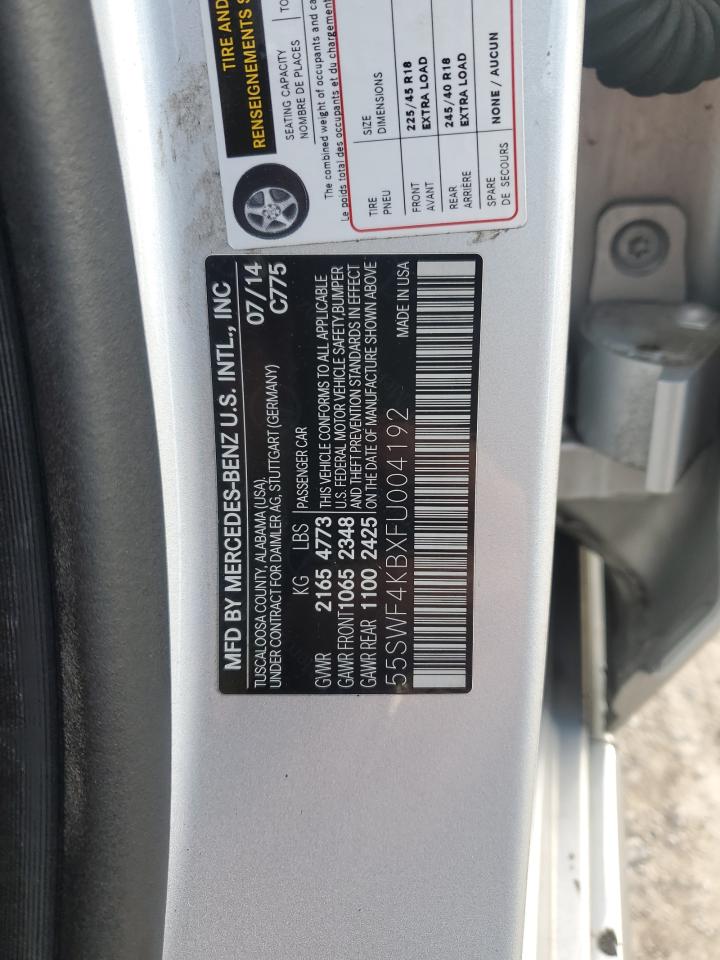 TIRE AND
RENSEIGNEMENTS S
SEATING CAPACITY
NOMBRE DE PLACES
TO
The combined weight of occupants and ca
Le poids total des occupants et du chargement
TIRE
PNEU
SIZE
DIMENSIONS
FRONT
AVANT
225/45 R18
EXTRA LOAD
REAR
ARRIÈRE
245/40 R18
EXTRA LOAD
SPARE
DE SECOURS
NONE / AUCUN
MFD BY MERCEDES-BENZ U.S. INTL., INC
TUSCALOOSA COUNTY, ALABAMA (USA),
UNDER CONTRACT FOR DAIMLER AG, STUTTGART (GERMANY)
07/14
C775
KG LBS
GVWR 2165 4773
GAWR FRONT 1065 2348
GAWR REAR 1100 2425
PASSENGER CAR
THIS VEHICLE CONFORMS TO ALL APPLICABLE
U.S. FEDERAL MOTOR VEHICLE SAFETY,BUMPER
AND THEFT PREVENTION STANDARDS IN EFFECT
ON THE DATE OF MANUFACTURE SHOWN ABOVE
55SWF4KBXFU004192
MADE IN USA